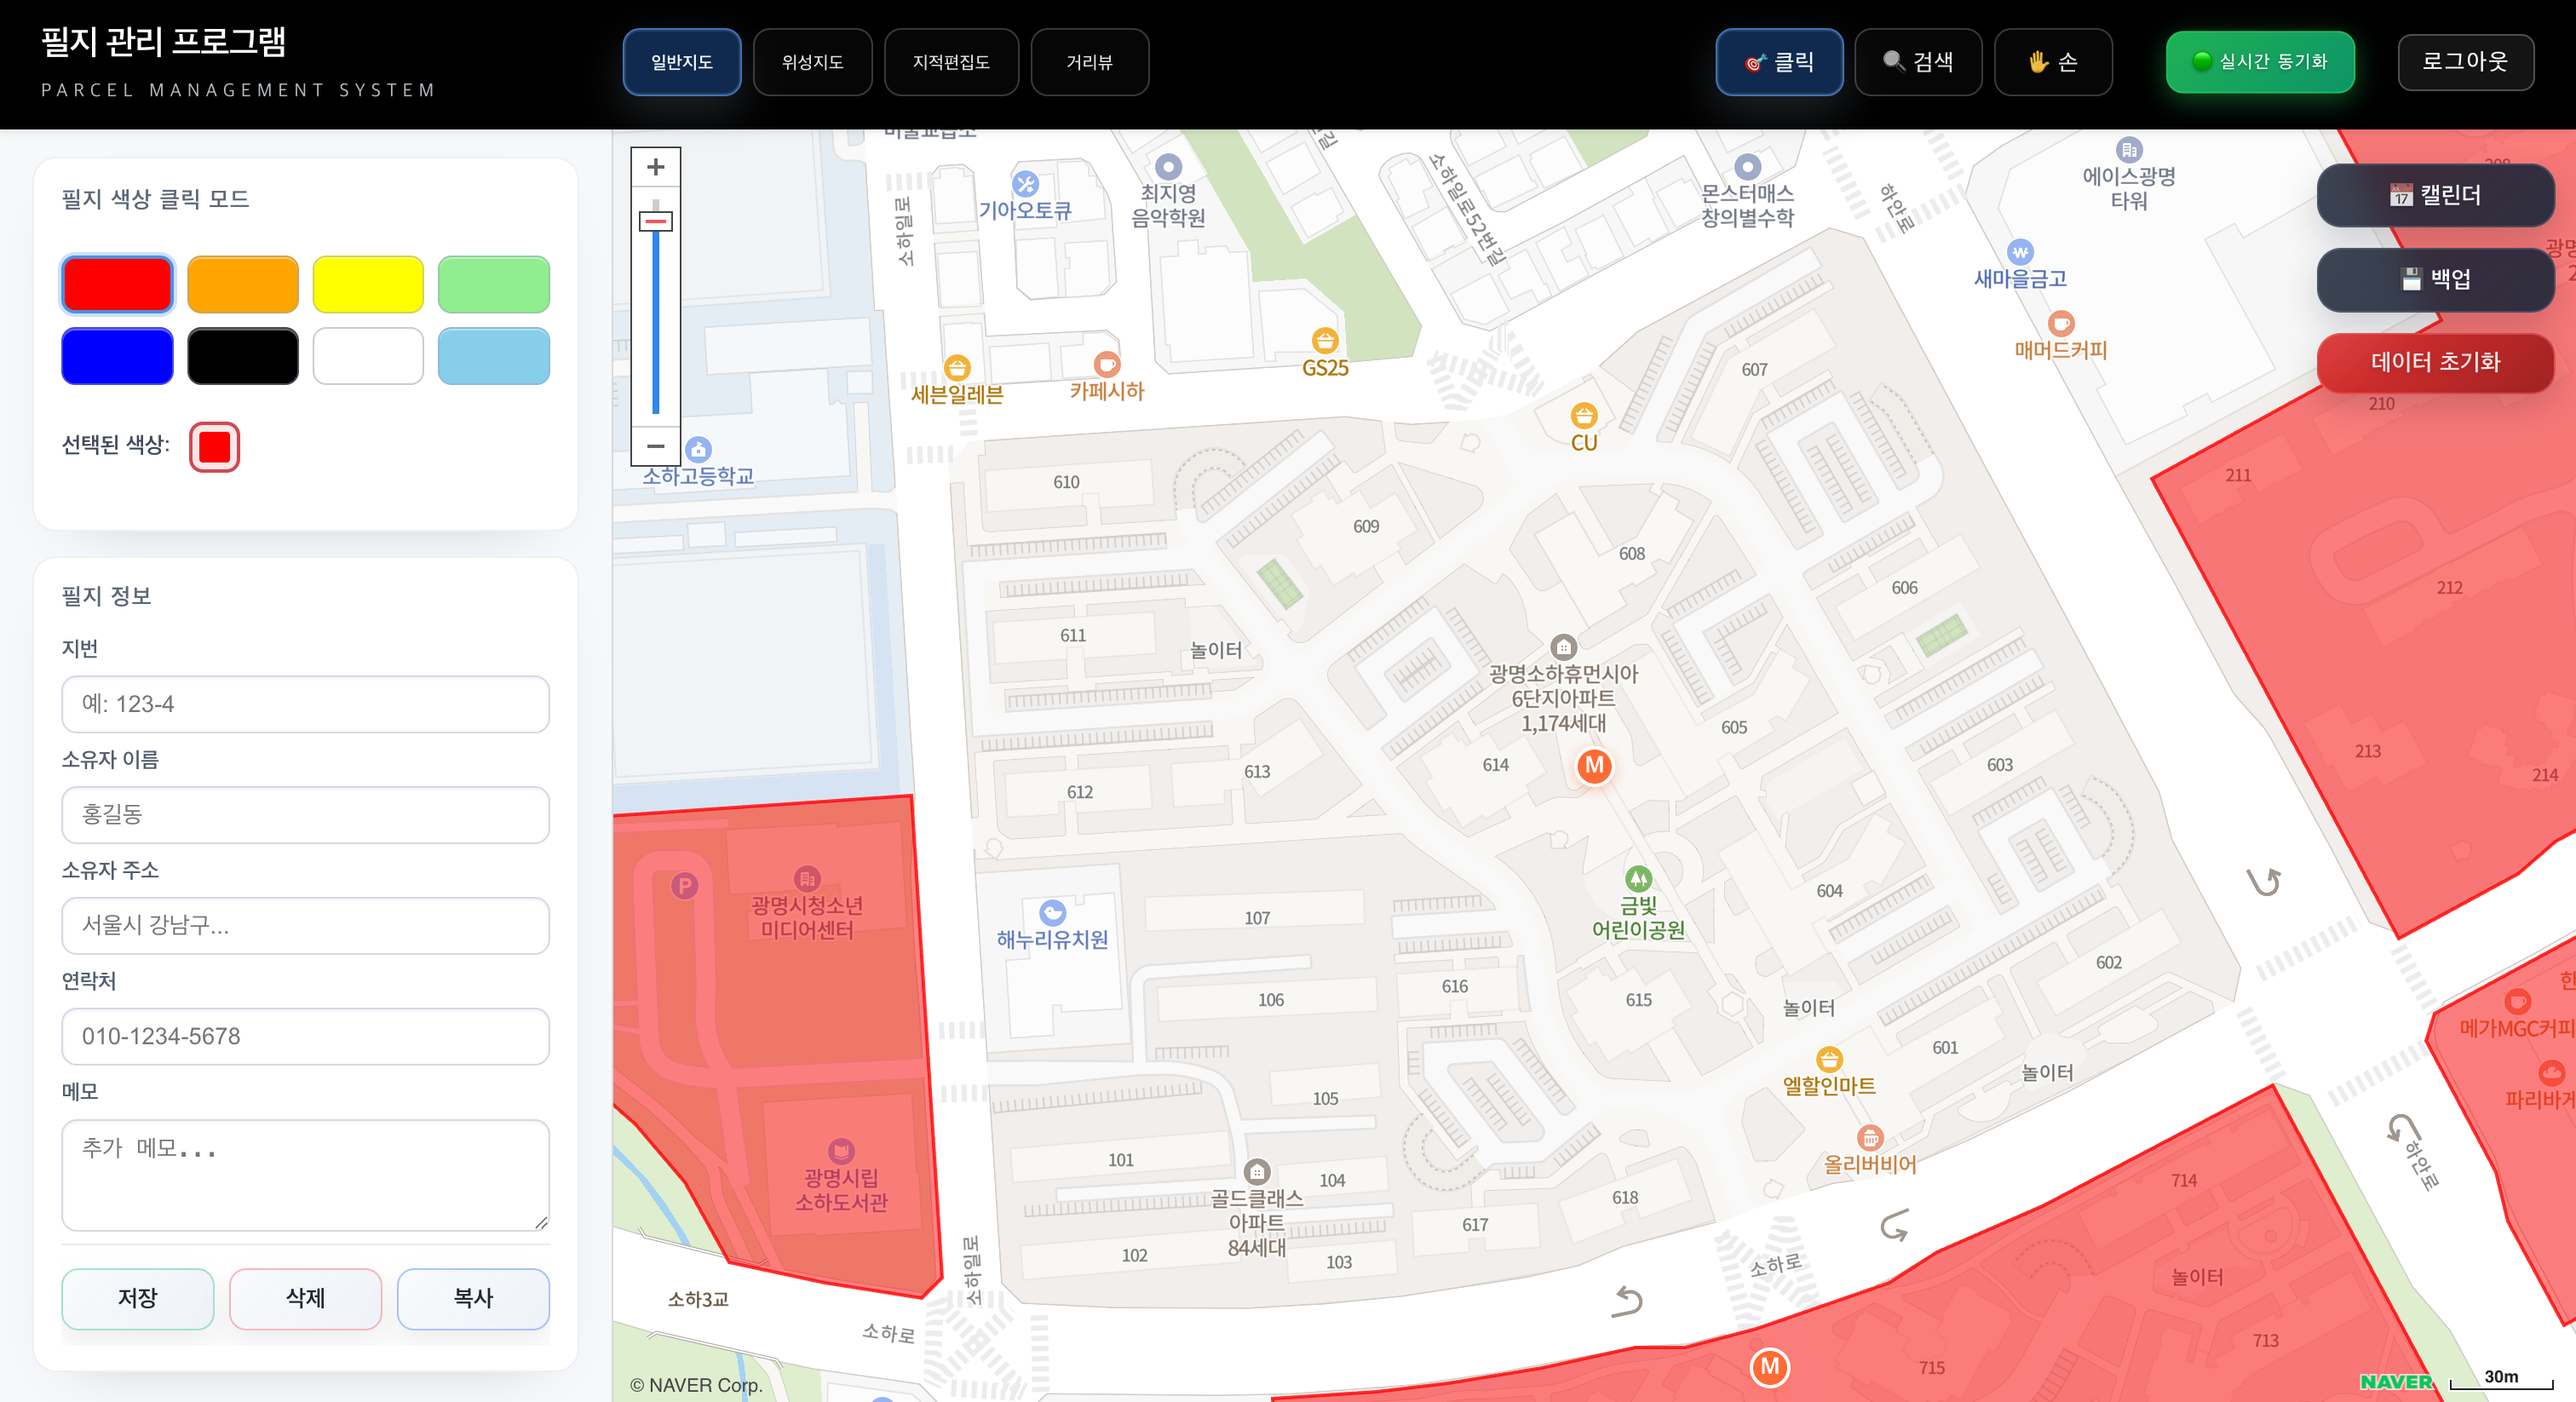 필지 관리 프로그램
PARCEL MANAGEMENT SYSTEM
일반지도
위성지도
지적편집도
거리뷰
클릭
검색
손
실시간 동기화
로그아웃
필지 색상 클릭 모드
선택된 색상:
필지 정보
지번
예: 123-4
소유자 이름
홍길동
소유자 주소
서울시 강남구...
연락처
010-1234-5678
메모
추가 메모...
저장
삭제
복사
+
−
17 캘린더
백업
데이터 초기화
소하일로
기아오토큐
최지영
음악학원
소하일로52번길
몬스터매스
창의별수학
하안로
에이스광명
타워
새마을금고
매머드커피
세븐일레븐
카페시하
GS25
CU
607
소하고등학교
610
609
608
606
210
211
212
611
놀이터
광명소하휴먼시아
6단지아파트
1,174세대
605
213
214
612
613
614
M
603
P
광명시청소년
미디어센터
해누리유치원
107
금빛
어린이공원
604
602
106
616
615
놀이터
601
놀이터
엘할인마트
메가MGC커피
105
올리버비어
하안로
광명시립
소하도서관
101
104
골드클래스
아파트
84세대
102
103
617
618
714
소하일로
소하로
놀이터
소하3교
소하로
713
M
715
© NAVER Corp.
NAVER
30m